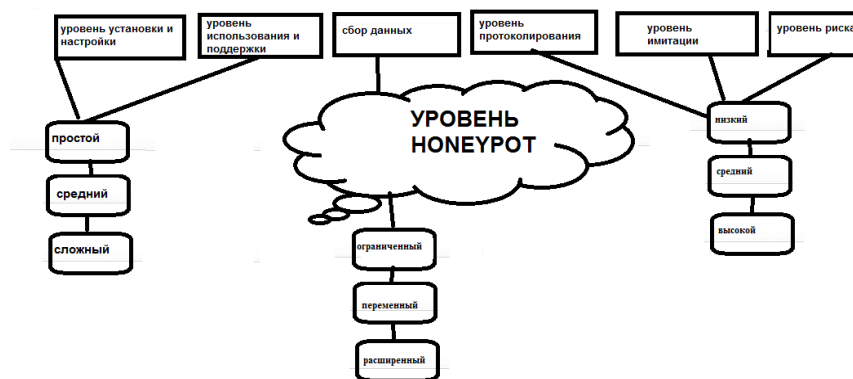 уровень установки и
настройки
уровень
использования и
поддержки
сбор данных
уровень
протоколирования
уровень
имитации
уровень риска
УРОВЕНЬ
HONEYPOT
простой
средний
сложный
ограниченный
переменный
расширенный
низкий
средний
высокой